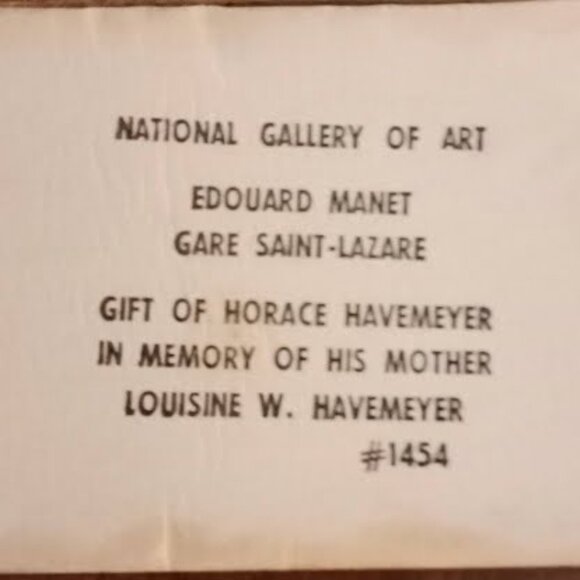 NATIONAL GALLERY OF ART
EDOUARD MANET
GARE SAINT-LAZARE
GIFT OF HORACE HAVEMEYER
IN MEMORY OF HIS MOTHER
LOUISINE W. HAVEMEYER
#1454